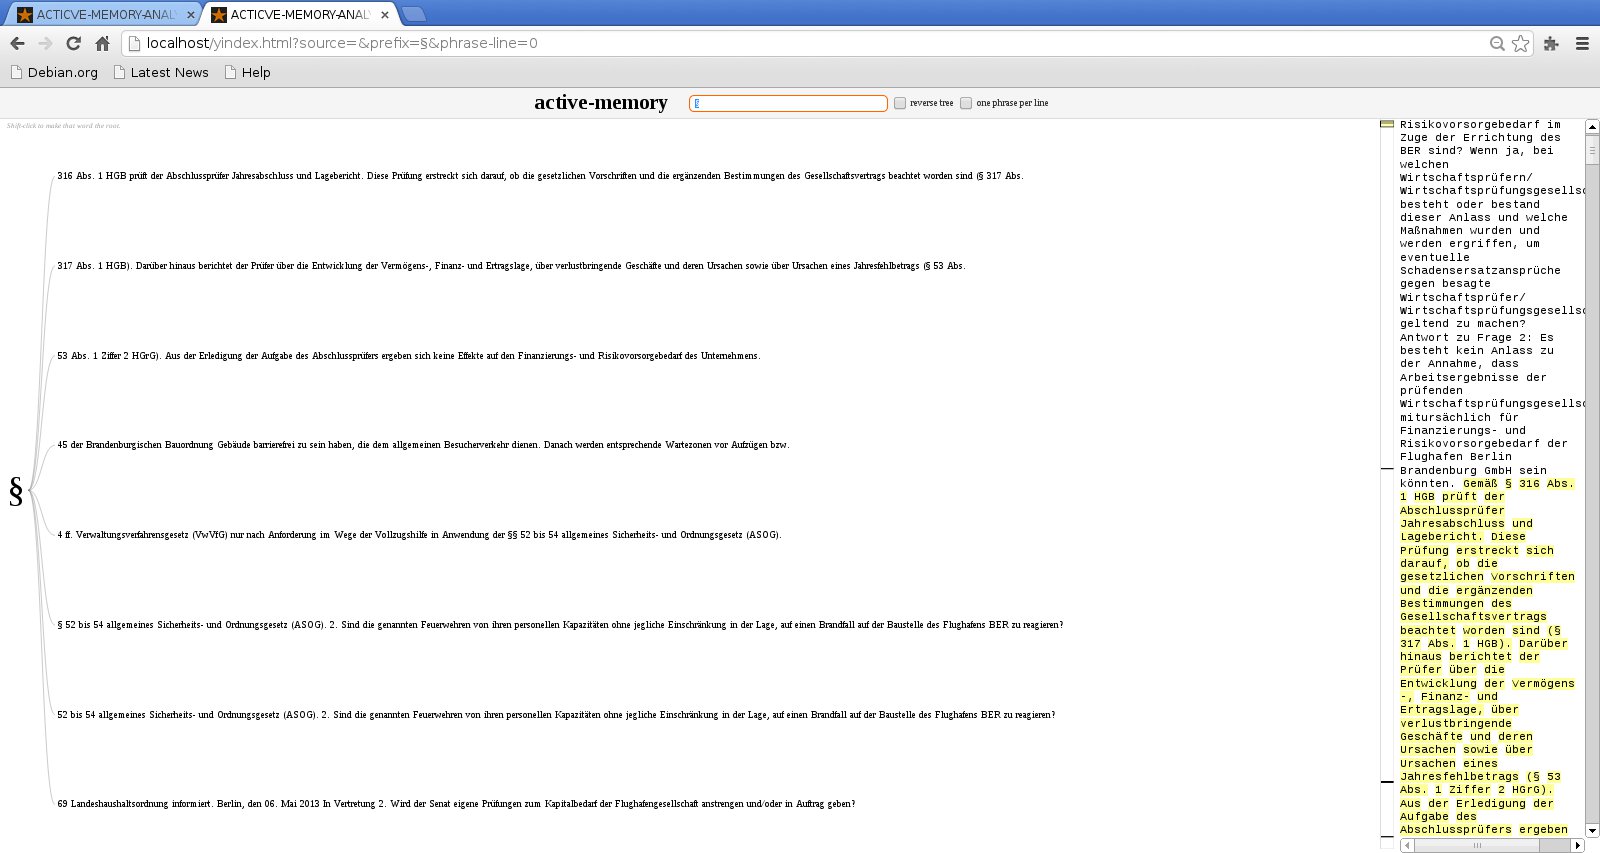 ACTICVE-MEMORY-ANAL
ACTICVE-MEMORY-ANAL
localhost/yindex.html?source=&prefix=§&phrase-line=0
Debian.org Latest News Help
active-memory § reverse tree one phrase per line
Shift-click to make that word the root.
§
316 Abs. 1 HGB prüft der Abschlussprüfer Jahresabschluss und Lagebericht. Diese Prüfung erstreckt sich darauf, ob die gesetzlichen Vorschriften und die ergänzenden Bestimmungen des Gesellschaftsvertrags beachtet worden sind (§ 317 Abs.
317 Abs. 1 HGB). Darüber hinaus berichtet der Prüfer über die Entwicklung der Vermögens-, Finanz- und Ertragslage, über verlustbringende Geschäfte und deren Ursachen sowie über Ursachen eines Jahresfehlbetrags (§ 53 Abs.
53 Abs. 1 Ziffer 2 HGrG). Aus der Erledigung der Aufgabe des Abschlussprüfers ergeben sich keine Effekte auf den Finanzierungs- und Risikovorsorgebedarf des Unternehmens.
45 der Brandenburgischen Bauordnung Gebäude barrierefrei zu sein haben, die dem allgemeinen Besucherverkehr dienen. Danach werden entsprechende Wartezonen vor Aufzügen bzw.
4 ff. Verwaltungsverfahrensgesetz (VwVfG) nur nach Anforderung im Wege der Vollzugshilfe in Anwendung der §§ 52 bis 54 allgemeines Sicherheits- und Ordnungsgesetz (ASOG).
§ 52 bis 54 allgemeines Sicherheits- und Ordnungsgesetz (ASOG). 2. Sind die genannten Feuerwehren von ihren personellen Kapazitäten ohne jegliche Einschränkung in der Lage, auf einen Brandfall auf der Baustelle des Flughafens BER zu reagieren?
52 bis 54 allgemeines Sicherheits- und Ordnungsgesetz (ASOG). 2. Sind die genannten Feuerwehren von ihren personellen Kapazitäten ohne jegliche Einschränkung in der Lage, auf einen Brandfall auf der Baustelle des Flughafens BER zu reagieren?
69 Landeshaushaltsordnung informiert. Berlin, den 06. Mai 2013 In Vertretung 2. Wird der Senat eigene Prüfungen zum Kapitalbedarf der Flughafengesellschaft anstrengen und/oder in Auftrag geben?
Risikovorsorgebedarf im
Zuge der Errichtung des
BER sind? Wenn ja, bei
welchen
Wirtschaftsprüfern/
Wirtschaftsprüfungsgesellsc
besteht oder bestand
dieser Anlass und welche
Maßnahmen wurden und
werden ergriffen, um
eventuelle
Schadensersatzansprüche
gegen besagte
Wirtschaftsprüfer/
Wirtschaftsprüfungsgesellsc
geltend zu machen?
Antwort zu Frage 2: Es
besteht kein Anlass zu
der Annahme, dass
Arbeitsergebnisse der
prüfenden
Wirtschaftsprüfungsgesellsc
mitursächlich für
Finanzierungs- und
Risikovorsorgebedarf der
Flughafen Berlin
Brandenburg GmbH sein
könnten. Gemäß § 316 Abs.
1 HGB prüft der
Abschlussprüfer
Jahresabschluss und
Lagebericht. Diese
Prüfung erstreckt sich
darauf, ob die
gesetzlichen Vorschriften
und die ergänzenden
Bestimmungen des
Gesellschaftsvertrags
beachtet worden sind (§
317 Abs. 1 HGB). Darüber
hinaus berichtet der
Prüfer über die
Entwicklung der Vermögens
-, Finanz- und
Ertragslage, über
verlustbringende
Geschäfte und deren
Ursachen sowie über
Ursachen eines
Jahresfehlbetrags (§ 53
Abs. 1 Ziffer 2 HGrG).
Aus der Erledigung der
Aufgabe des
Abschlussprüfers ergeben